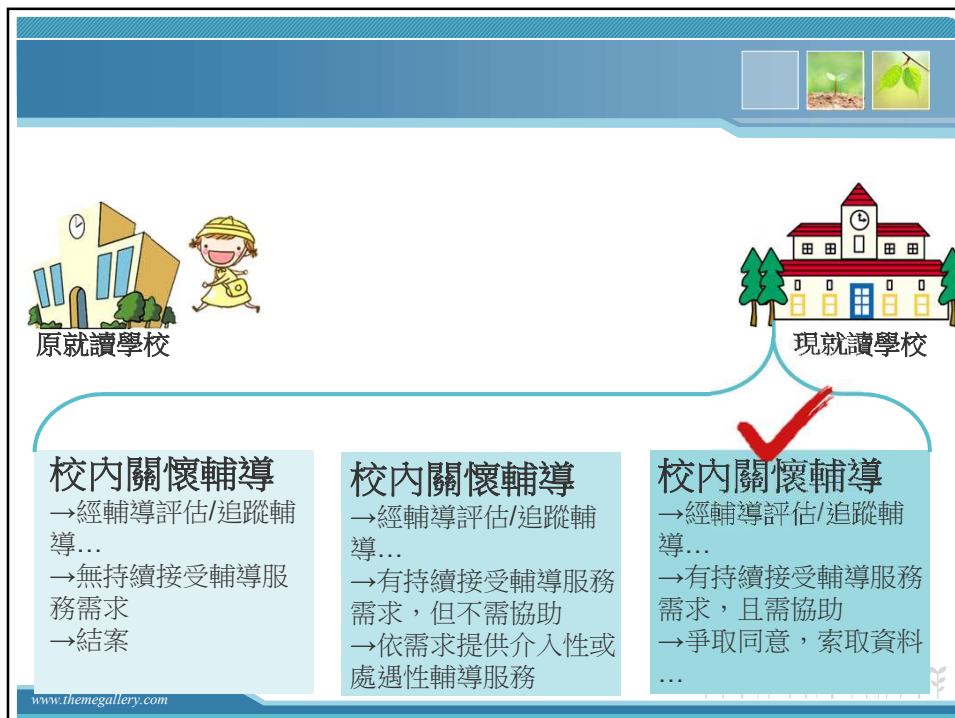 原就讀學校
現就讀學校
校內關懷輔導
→經輔導評估/追蹤輔
導…
→無持續接受輔導服
務需求
→結案
校內關懷輔導
→經輔導評估/追蹤輔
導…
→有持續接受輔導服務
需求，但不需協助
→依需求提供介入性或
處遇性輔導服務
校內關懷輔導
→經輔導評估/追蹤輔
導…
→有持續接受輔導服務
需求，且需協助
→爭取同意，索取資料
…
www.themegallery.com